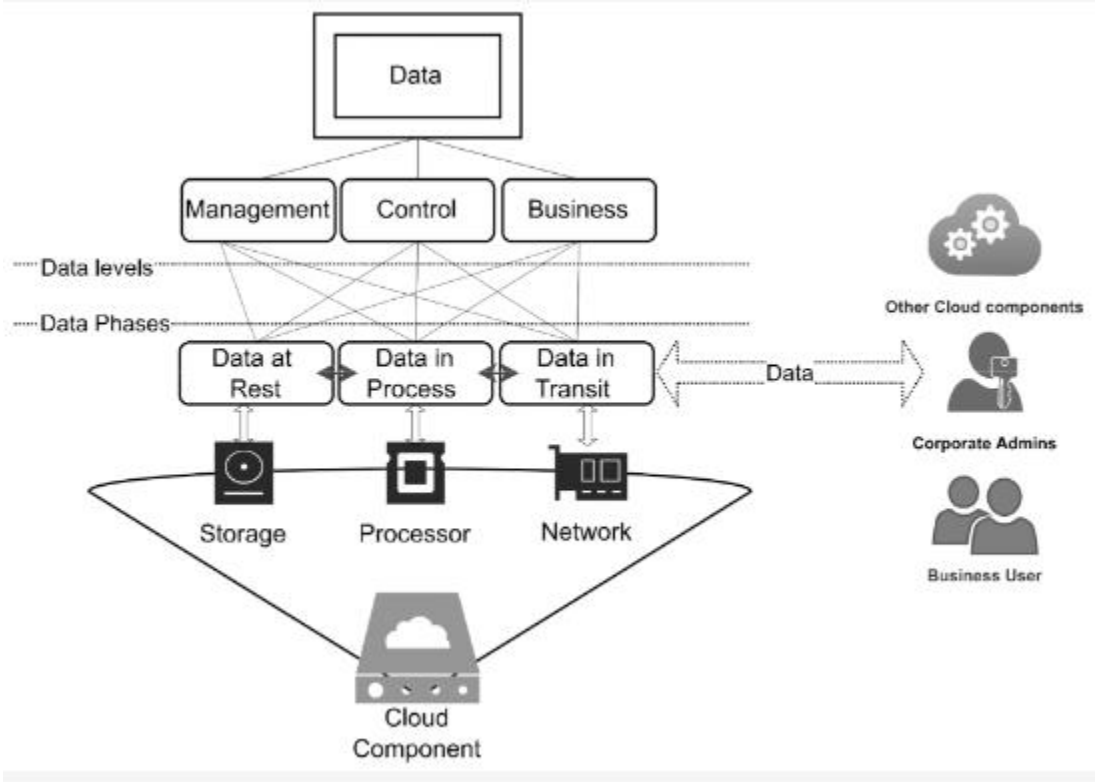 Data
Management
Control
Business
Data levels
Data Phases
Other Cloud components
Data at
Rest
Data in
Process
Data in
Transit
Data
Corporate Admins
Storage
Processor
Network
Business User
Cloud
Component